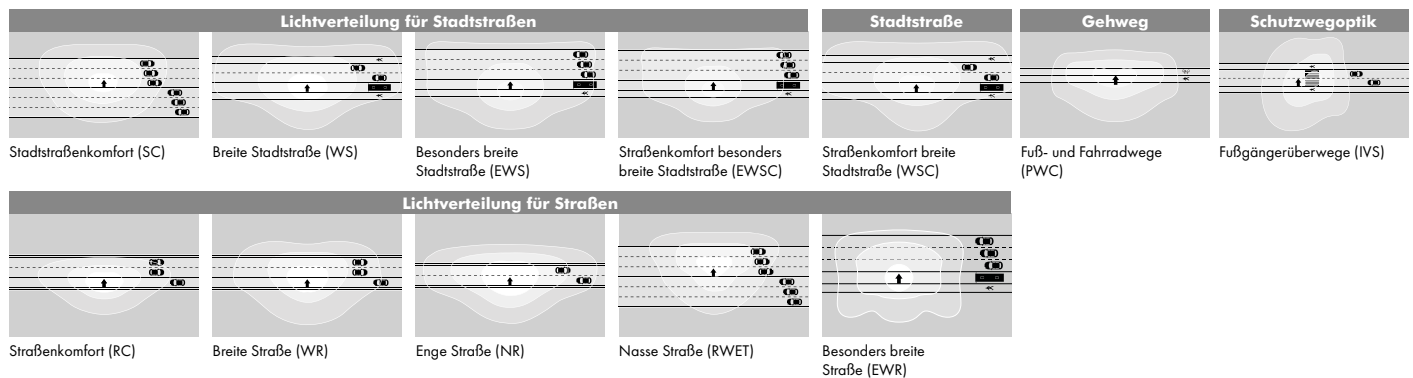 Lichtverteilung für Stadtstraßen
Stadtstraße
Gehweg
Schutzwegoptik
Stadtstraßenkomfort (SC)
Breite Stadtstraße (WS)
Besonders breite
Stadtstraße (EWS)
Straßenkomfort besonders
breite Stadtstraße (EWSC)
Straßenkomfort breite
Stadtstraße (WSC)
Fuß- und Fahrradwege
(PWC)
Fußgängerüberwege (IVS)
Lichtverteilung für Straßen
Straßenkomfort (RC)
Breite Straße (WR)
Enge Straße (NR)
Nasse Straße (RWET)
Besonders breite
Straße (EWR)